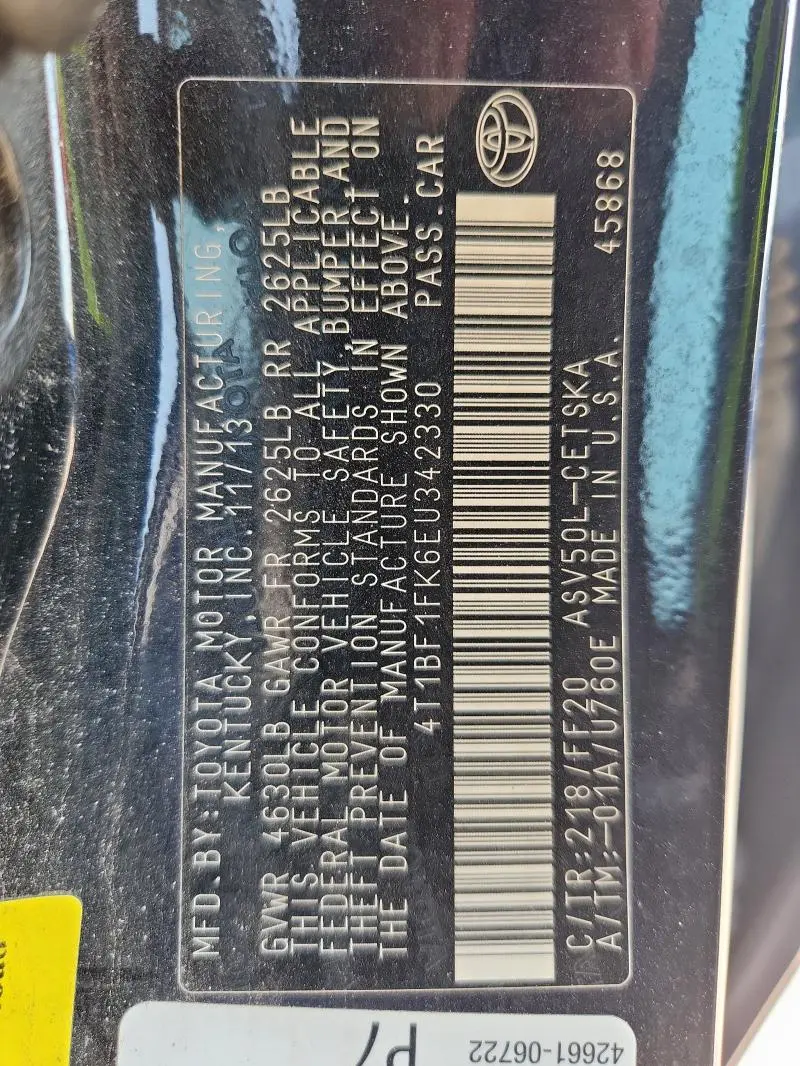 MFD.BY:TOYOTA MOTOR MANUFACTURING,
KENTUCKY,INC. 11/13
GVWR 4630LB GAWR FR 2625LB RR 2625LB
THIS VEHICLE CONFORMS TO ALL APPLICABLE
FEDERAL MOTOR VEHICLE SAFETY,BUMPER,AND
THEFT PREVENTION STANDARDS IN EFFECT ON
THE DATE OF MANUFACTURE SHOWN ABOVE.
4T1BF1FK6EU342330 PASS.CAR
C/TR:218/FF20 ASV50L-CETSKA
A/TM:-01A/U760E MADE IN U.S.A. 45868
42661-06722